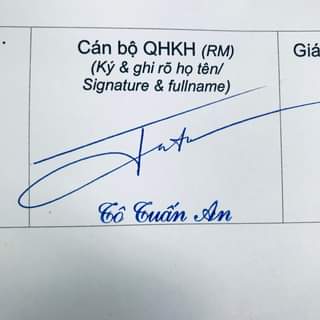 Cán bộ QHKH (RM)
Giá
(Ký & ghi rõ họ tên/
Signature & fullname)
Tô Tuấn An